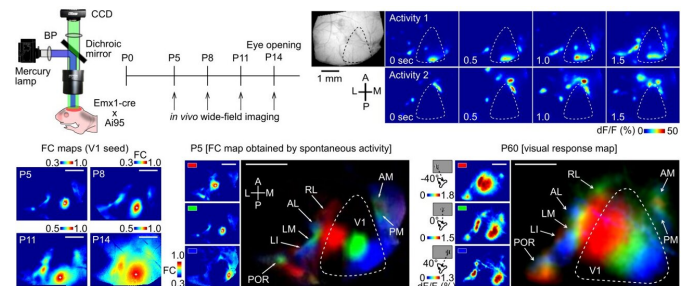 CCD
BP
Dichroic
mirror
Mercury
lamp
Emx1-cre
x
Ai95
Eye opening
P0
P5
P8
P11
P14
in vivo wide-field imaging
1 mm
A
L M
P
Activity 1
0 sec
0.5
1.0
1.5
Activity 2
0 sec
0.5
1.0
1.5
dF/F (%) 0 50
FC maps (V1 seed)
0.3 FC 1.0
0.3 1.0
P5
P8
0.5 1.0
0.5 1.0
P11
P14
P5 [FC map obtained by spontaneous activity]
A
L M
P
RL
AM
AL
LM
LI
V1
PM
POR
1.0
FC
0.3
P60 [visual response map]
-40°
0 1.8
0°
0 1.5
40°
0 1.3
dF/F (%)
RL
AM
AL
LM
LI
PM
POR
V1